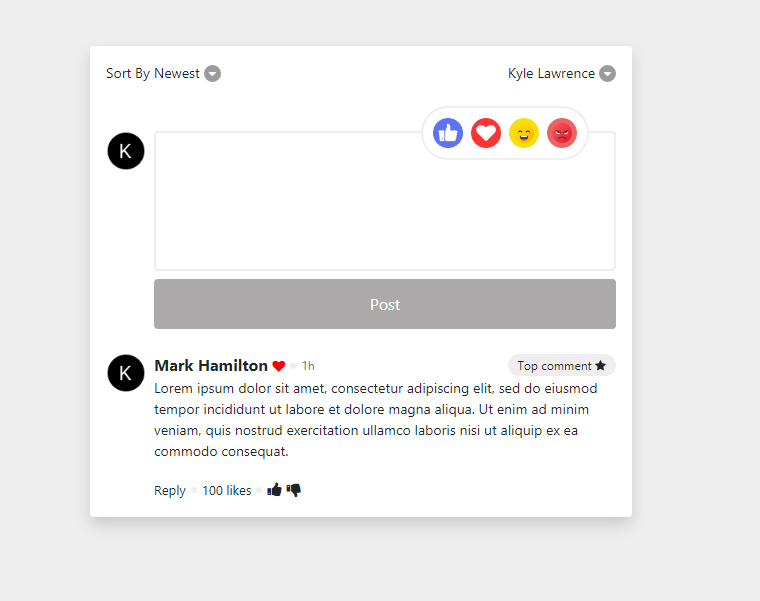 Sort By Newest
Kyle Lawrence
K
Post
K
Mark Hamilton 1h
Top comment
Lorem ipsum dolor sit amet, consectetur adipiscing elit, sed do eiusmod
tempor incididunt ut labore et dolore magna aliqua. Ut enim ad minim
veniam, quis nostrud exercitation ullamco laboris nisi ut aliquip ex ea
commodo consequat.
Reply 100 likes